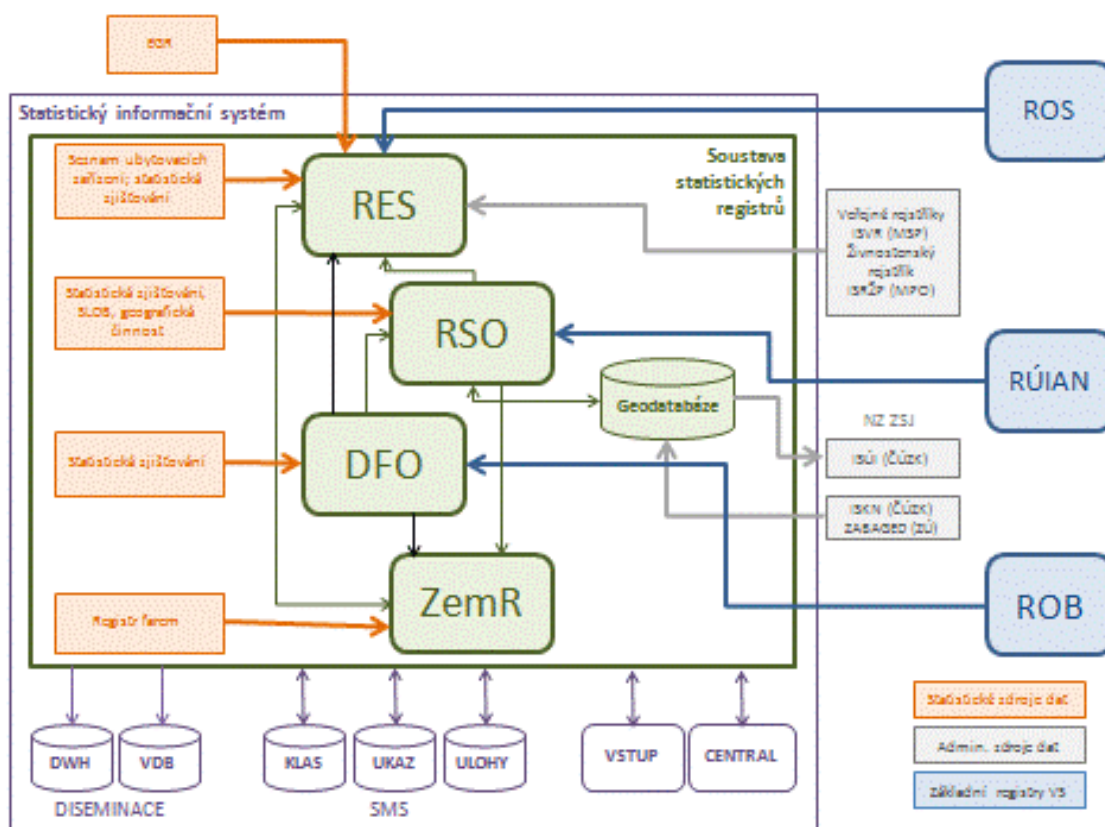 EGR
Statistický informační systém
ROS
Seznam ubytovacích
zařízení; statistická
zjišťování
Soustava
statistických
registrů
RES
Veřejné rejstříky
ISVR (MSP)
Živnostenský
rejstřík
ISRŽP (MPO)
Statistická zjišťování,
SLDB, geografická
činnost
RSO
RÚIAN
Geodatabáze
NZ ZSJ
Statistická zjišťování
DFO
ISÚI (ČÚZK)
ISKN (ČÚZK)
ZABAGED (ZÚ)
ZemR
ROB
Registr farem
Statistické zdroje dat
DWH
VDB
KLAS
UKAZ
ULOHY
VSTUP
CENTRAL
Admin. zdroje dat
DISEMINACE
SMS
Základní registry VS